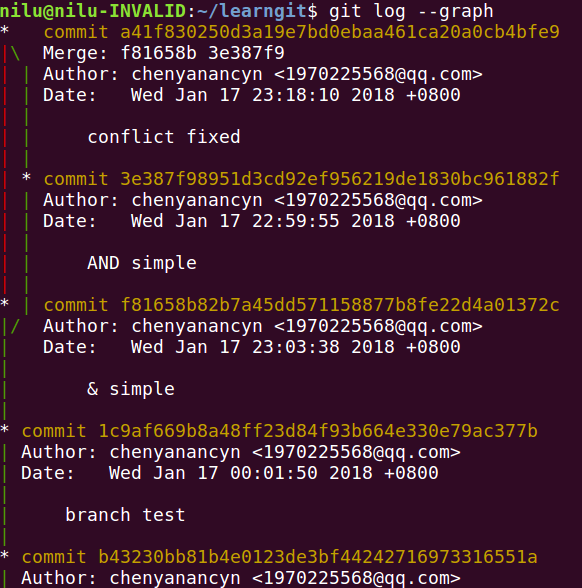 nilu@nilu-INVALID:~/learngit$ git log --graph
*   commit a41f830250d3a19e7bd0ebaa461ca20a0cb4bfe9
|\  Merge: f81658b 3e387f9
| | Author: chenyanancyn <1970225568@qq.com>
| | Date:   Wed Jan 17 23:18:10 2018 +0800
| |
| |     conflict fixed
| |
| * commit 3e387f98951d3cd92ef956219de1830bc961882f
| | Author: chenyanancyn <1970225568@qq.com>
| | Date:   Wed Jan 17 22:59:55 2018 +0800
| |
| |     AND simple
| |
* | commit f81658b82b7a45dd571158877b8fe22d4a01372c
|/  Author: chenyanancyn <1970225568@qq.com>
|   Date:   Wed Jan 17 23:03:38 2018 +0800
|
|       & simple
|
* commit 1c9af669b8a48ff23d84f93b664e330e79ac377b
| Author: chenyanancyn <1970225568@qq.com>
| Date:   Wed Jan 17 00:01:50 2018 +0800
|
|     branch test
|
* commit b43230bb81b4e0123de3bf44242716973316551a
| Author: chenyanancyn <1970225568@qq.com>